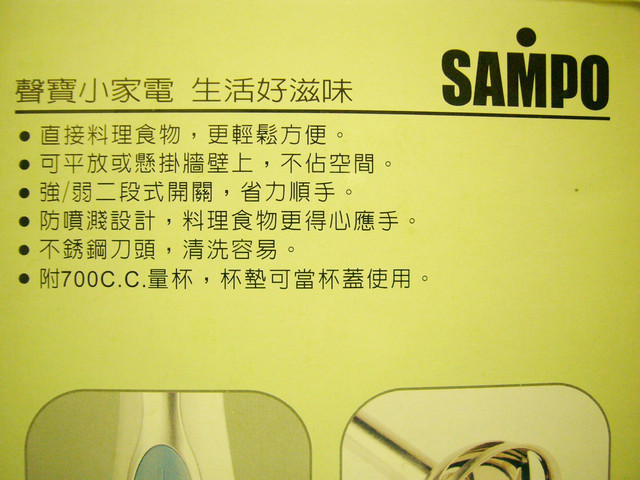 SAMPO
聲寶小家電 生活好滋味
● 直接料理食物，更輕鬆方便。
● 可平放或懸掛牆壁上，不佔空間。
● 強/弱二段式開關，省力順手。
● 防噴濺設計，料理食物更得心應手。
● 不銹鋼刀頭，清洗容易。
● 附700C.C.量杯，杯墊可當杯蓋使用。